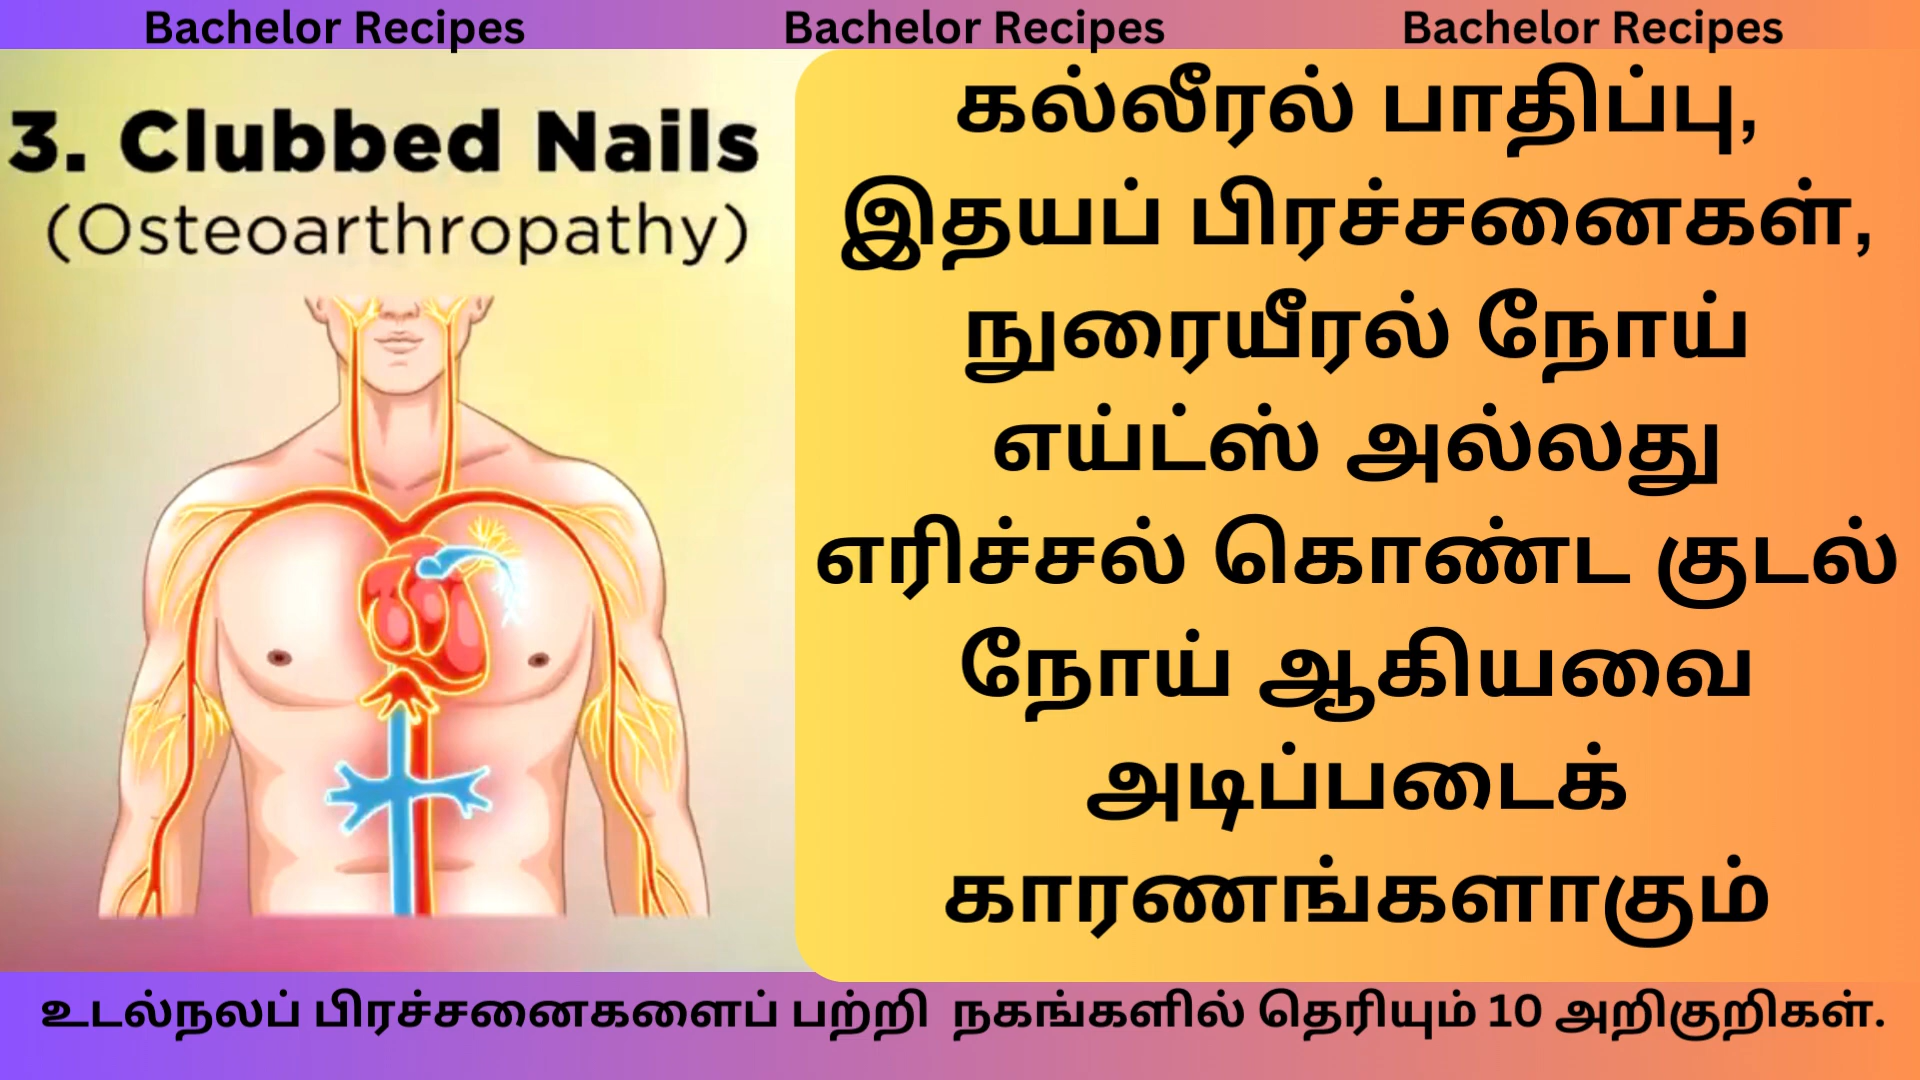 Bachelor Recipes Bachelor Recipes Bachelor Recipes
3. Clubbed Nails
(Osteoarthropathy)
கல்லீரல் பாதிப்பு,
இதயப் பிரச்சனைகள்,
நுரையீரல் நோய்
எய்ட்ஸ் அல்லது
எரிச்சல் கொண்ட குடல்
நோய் ஆகியவை
அடிப்படைக்
காரணங்களாகும்
உடல்நலப் பிரச்சனைகளைப் பற்றி நகங்களில் தெரியும் 10 அறிகுறிகள்.